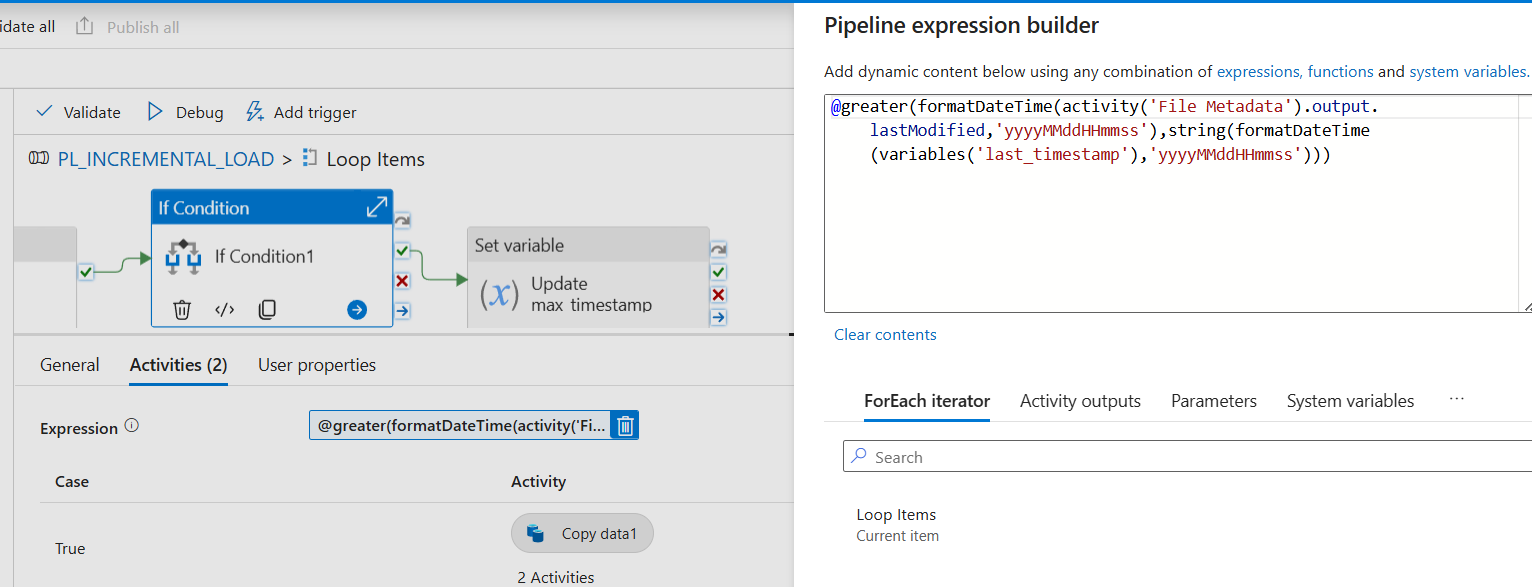 idate all
Publish all
Validate
Debug
Add trigger
PL_INCREMENTAL_LOAD > Loop Items
If Condition
If Condition1
Set variable
(x)
Update
max timestamp
General
Activities (2)
User properties
Expression
@greater(formatDateTime(activity('Fi...
Case
Activity
True
Copy data1
2 Activities
Pipeline expression builder
Add dynamic content below using any combination of expressions, functions and system variables.
@greater(formatDateTime(activity('File Metadata').output.
lastModified,'yyyyMMddHHmmss'),string(formatDateTime
(variables('last_timestamp'),'yyyyMMddHHmmss')))
Clear contents
ForEach iterator
Activity outputs
Parameters
System variables
...
Search
Loop Items
Current item